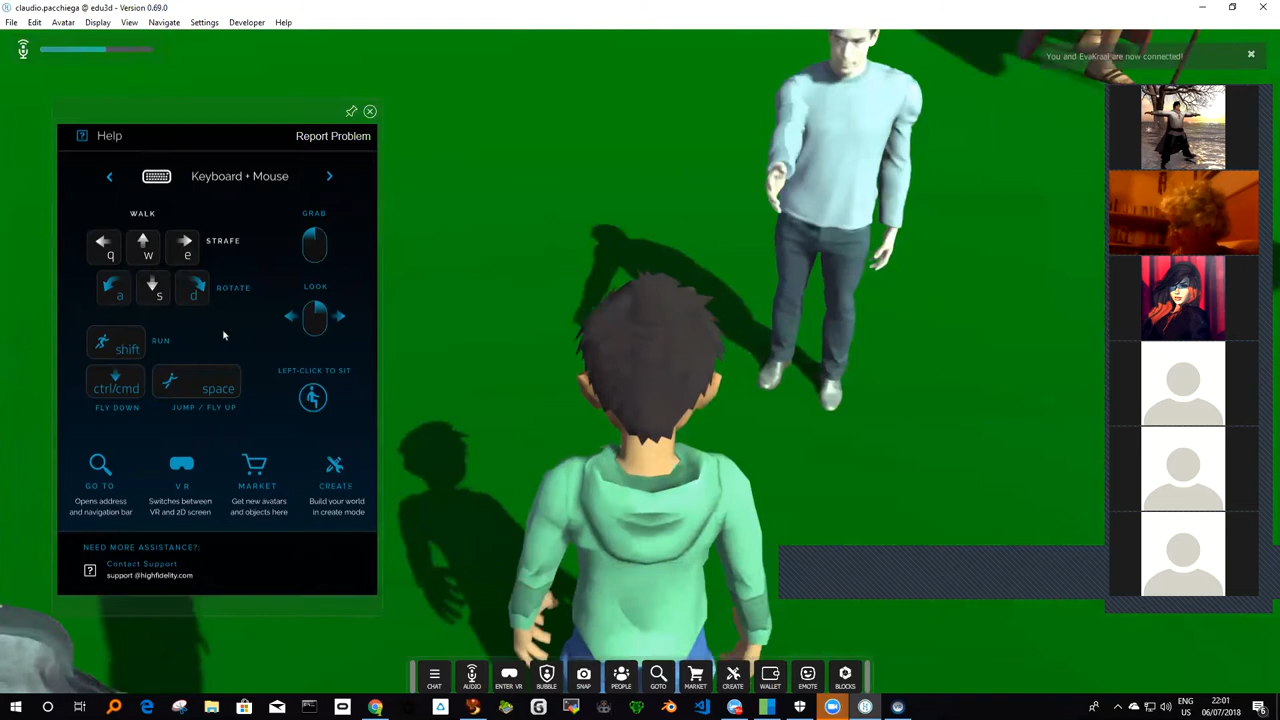 claudio.pacchiega @ edu3d - Version 0.69.0
File Edit Avatar Display View Navigate Settings Developer Help
You and EvaKraai are now connected!
Help Report Problem
Keyboard + Mouse
WALK
GRAB
q w e STRAFE
a s d ROTATE
LOOK
shift RUN
ctrl/cmd space
FLY DOWN JUMP / FLY UP
LEFT-CLICK TO SIT
GO TO VR MARKET CREATE
Opens address and navigation bar
Switches between VR and 2D screen
Get new avatars and objects here
Build your world in create mode
NEED MORE ASSISTANCE?:
Contact Support
support @highfidelity.com
CHAT AUDIO ENTER VR BUBBLE SNAP PEOPLE GOTO MARKET CREATE WALLET EMOTE BLOCKS
ENG
US
22:01
06/07/2018